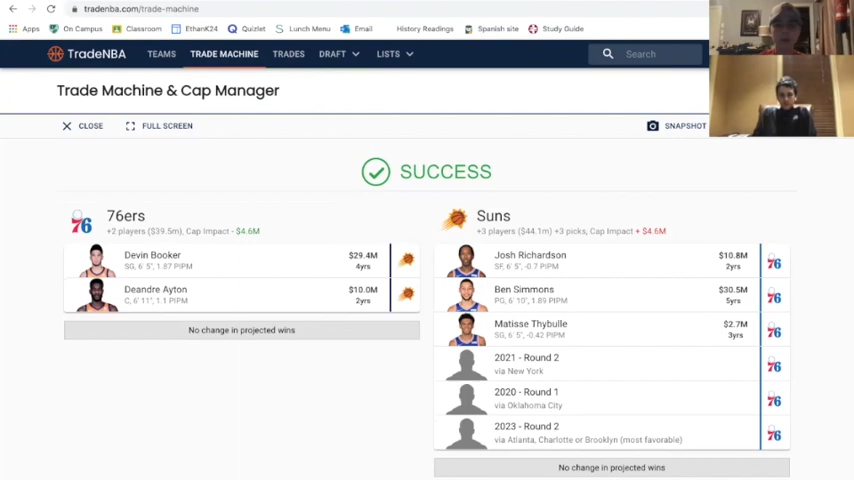 tradenba.com/trade-machine
Apps On Campus Classroom EthanK24 Quizlet Lunch Menu Email History Readings Spanish site Study Guide
TradeNBA TEAMS TRADE MACHINE TRADES DRAFT LISTS Search
Trade Machine & Cap Manager
CLOSE FULL SCREEN SNAPSHOT
SUCCESS
76ers
+2 players ($39.5m), Cap Impact - $4.6M
Devin Booker $29.4M
SG, 6' 5", 1.87 PIPM 4yrs
Deandre Ayton $10.0M
C, 6' 11", 1.1 PIPM 2yrs
No change in projected wins
Suns
+3 players ($44.1m) +3 picks, Cap Impact + $4.6M
Josh Richardson $10.8M
SF, 6' 5", -0.7 PIPM 2yrs
Ben Simmons $30.5M
PG, 6' 10", 1.89 PIPM 5yrs
Matisse Thybulle $2.7M
SG, 6' 5", -0.42 PIPM 3yrs
2021 - Round 2
via New York
2020 - Round 1
via Oklahoma City
2023 - Round 2
via Atlanta, Charlotte or Brooklyn (most favorable)
No change in projected wins